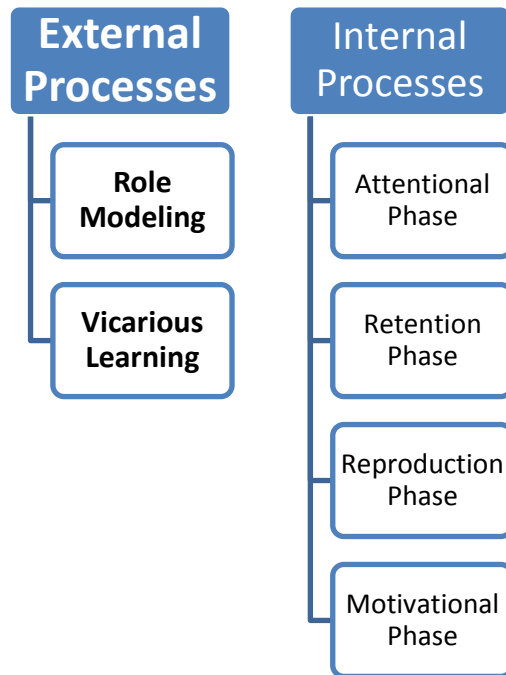 External
Processes
Role
Modeling
Vicarious
Learning
Internal
Processes
Attentional
Phase
Retention
Phase
Reproduction
Phase
Motivational
Phase